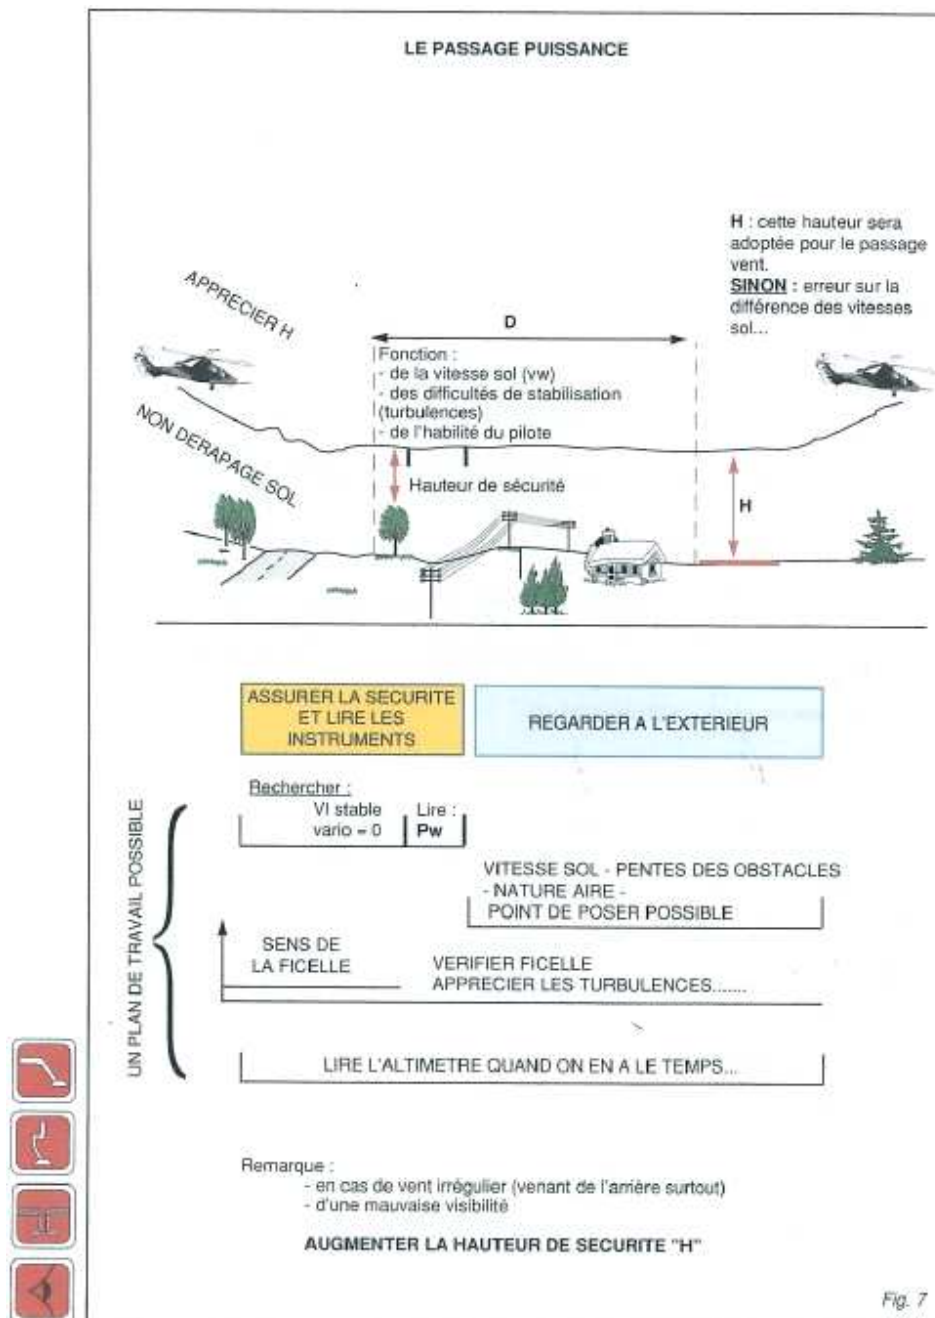 LE PASSAGE PUISSANCE
H : cette hauteur sera
adoptée pour le passage
vent.
SINON : erreur sur la
différence des vitesses
sol...
APPRECIER H
D
Fonction :
- de la vitesse sol (vw)
- des difficultés de stabilisation
(turbulences)
- de l'habilité du pilote
NON DERAPAGE SOL
Hauteur de sécurité
H
ASSURER LA SECURITE
ET LIRE LES
INSTRUMENTS
REGARDER A L'EXTERIEUR
UN PLAN DE TRAVAIL POSSIBLE
Rechercher :
VI stable
vario = 0
Lire :
Pw
VITESSE SOL - PENTES DES OBSTACLES
- NATURE AIRE -
POINT DE POSER POSSIBLE
SENS DE
LA FICELLE
VERIFIER FICELLE
APPRECIER LES TURBULENCES.......
LIRE L'ALTIMETRE QUAND ON EN A LE TEMPS...
Remarque :
- en cas de vent irrégulier (venant de l'arrière surtout)
- d'une mauvaise visibilité
AUGMENTER LA HAUTEUR DE SECURITE "H"
Fig. 7